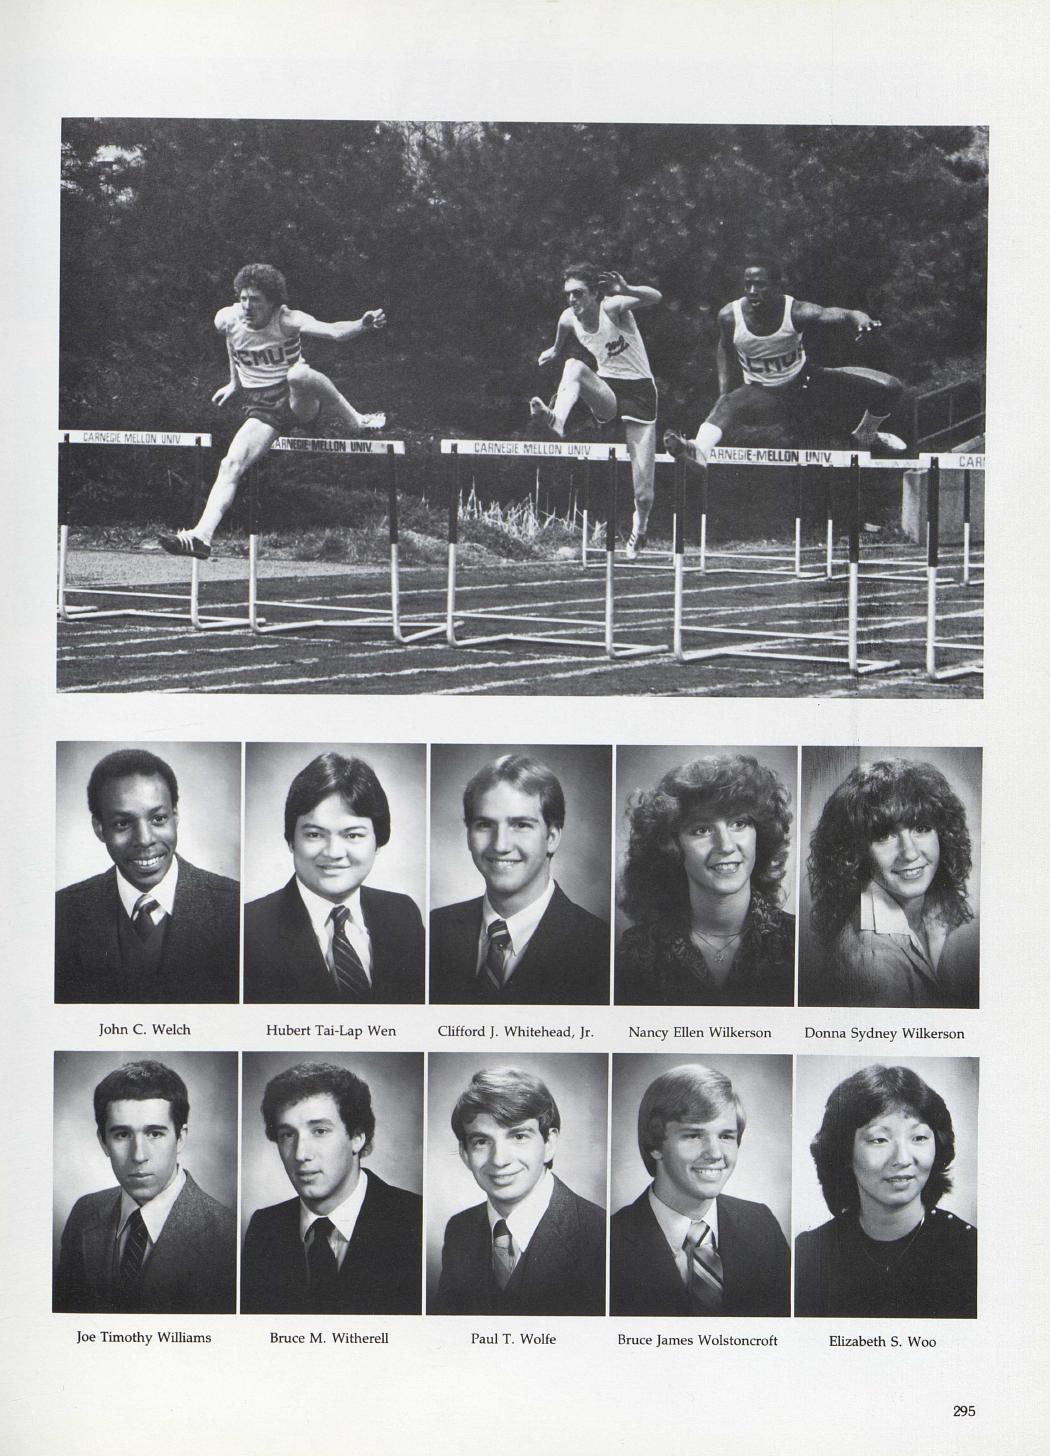 CMU
CMU
CARNEGIE MELLON UNIV.
CARNEGIE MELLON UNIV.
CARNEGIE MELLON UNIV.
ARNEGIE-MELLON UNIV.
CAR
John C. Welch
Hubert Tai-Lap Wen
Clifford J. Whitehead, Jr.
Nancy Ellen Wilkerson
Donna Sydney Wilkerson
Joe Timothy Williams
Bruce M. Witherell
Paul T. Wolfe
Bruce James Wolstoncroft
Elizabeth S. Woo
295